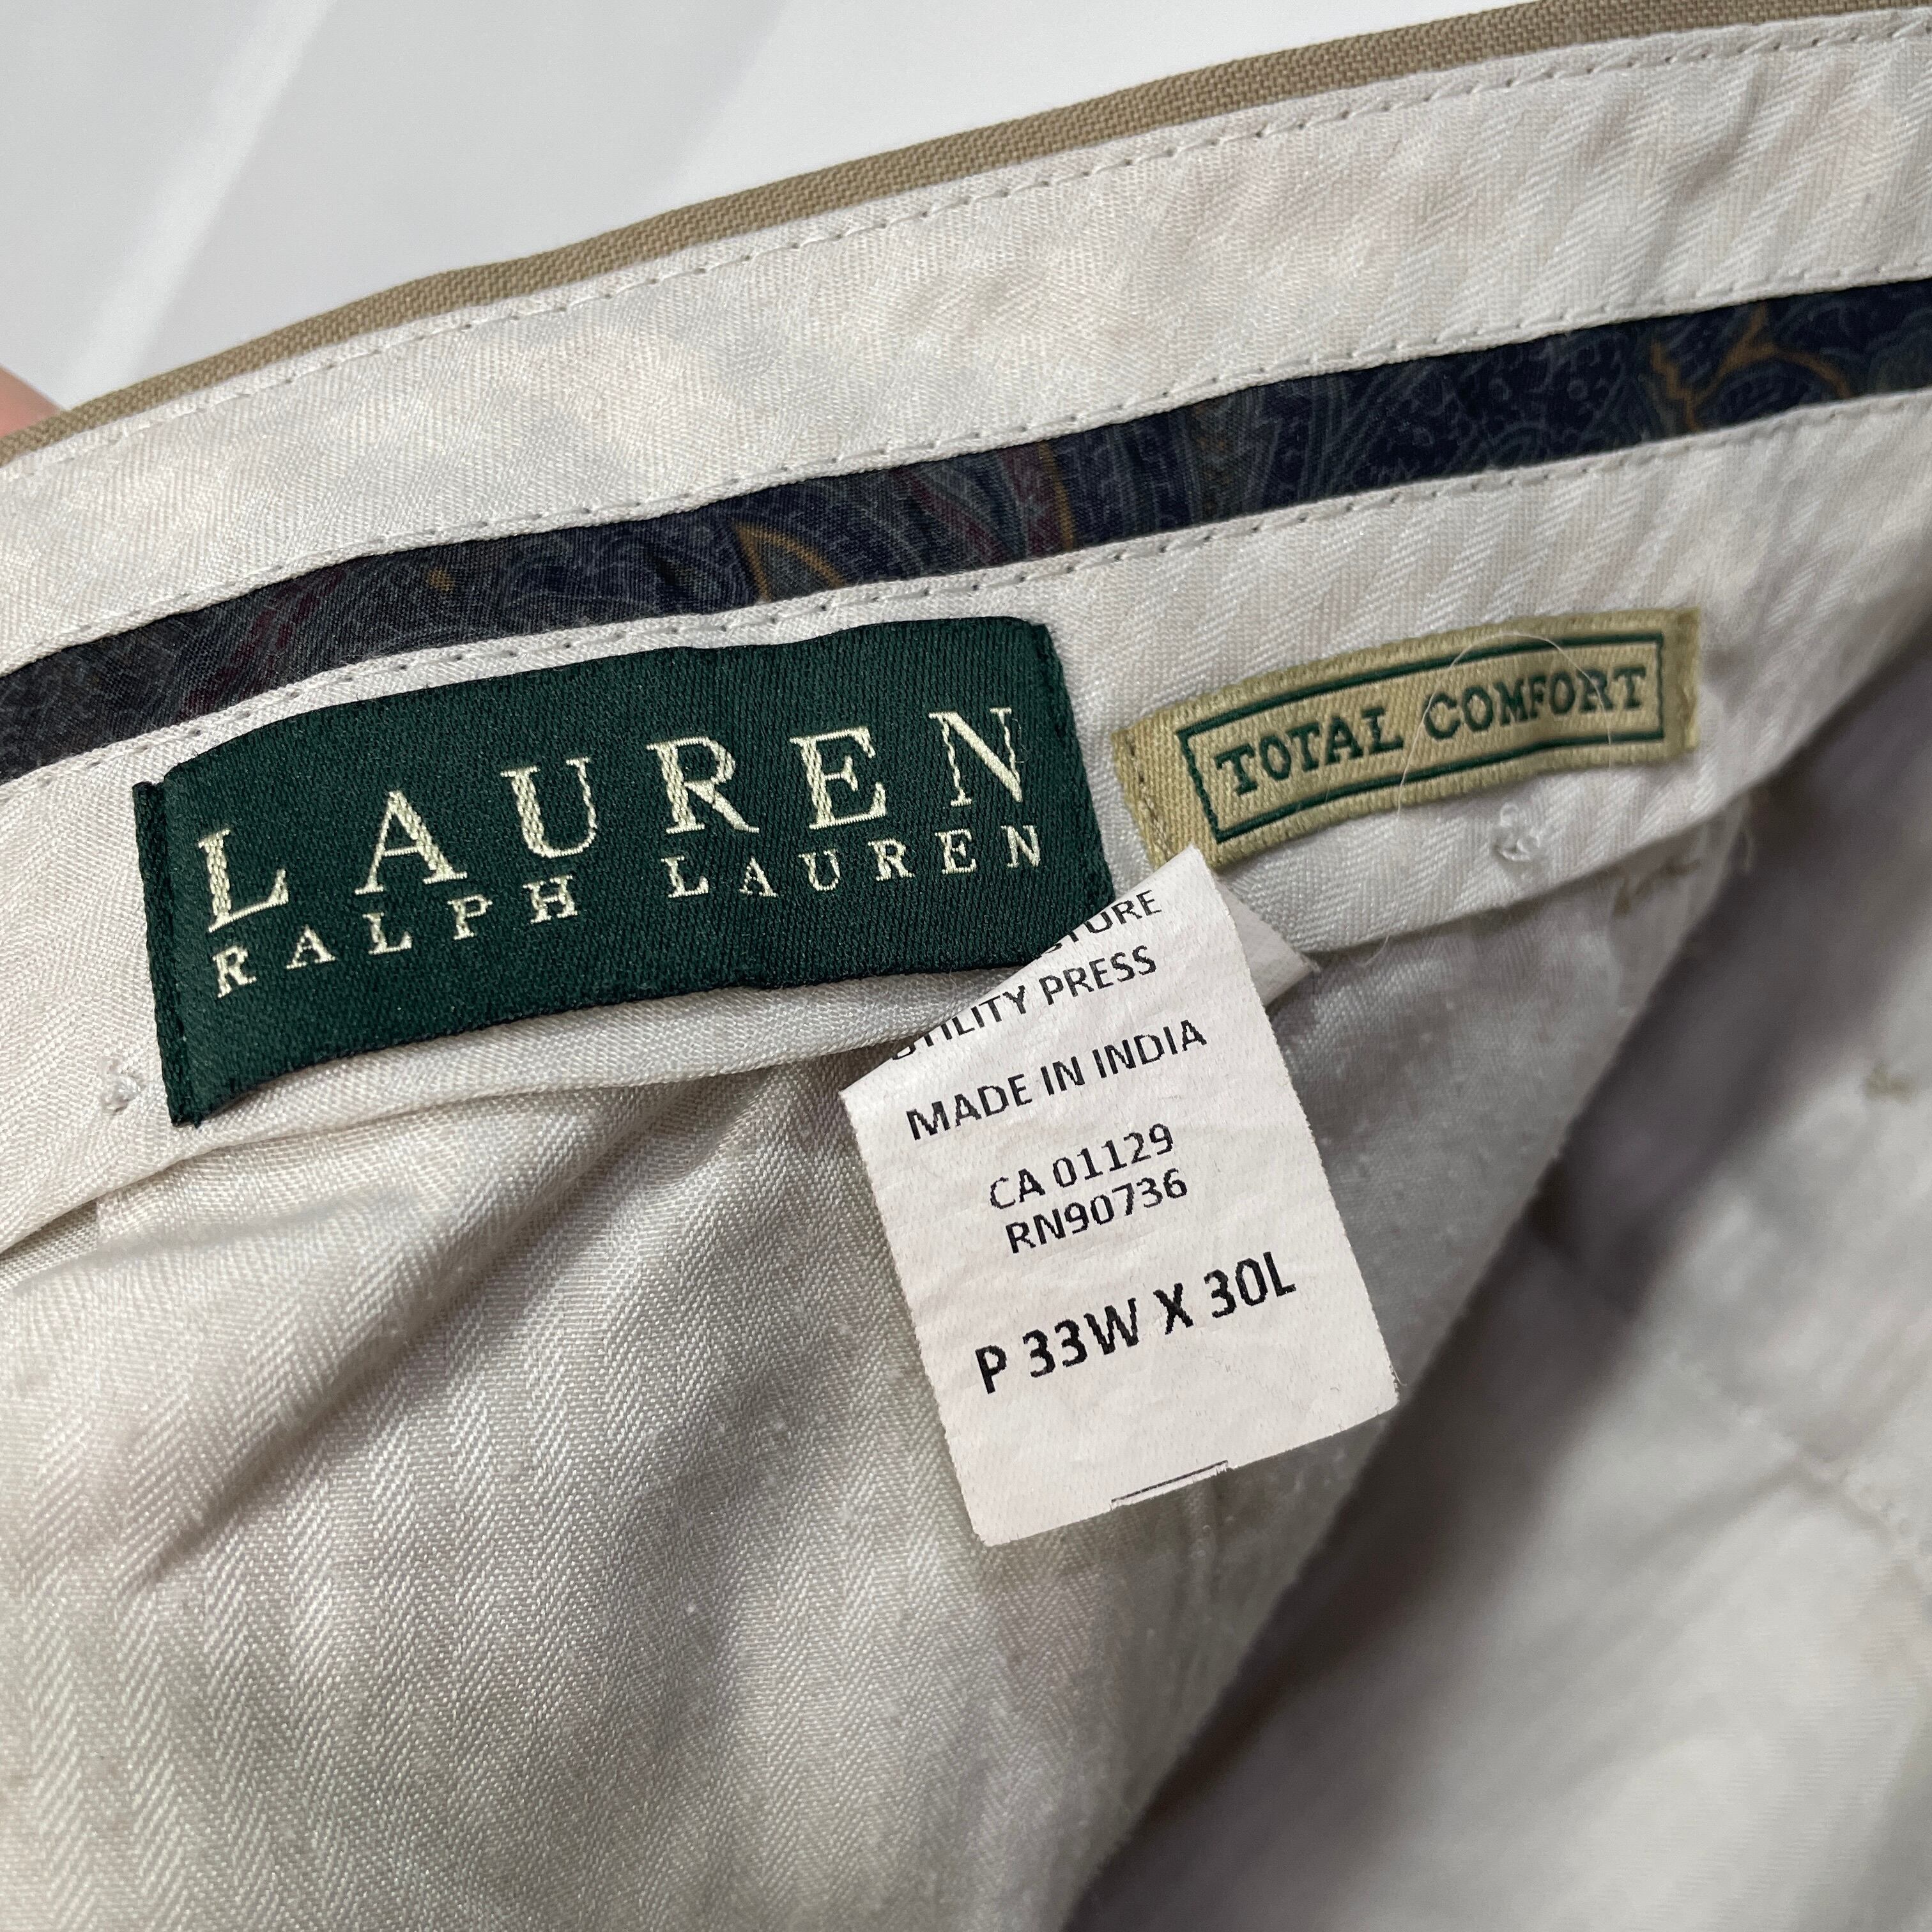 LAUREN
RALPH LAUREN
TOTAL COMFORT
UTILITY PRESS
MADE IN INDIA
CA 01129
RN90736
P 33W X 30L